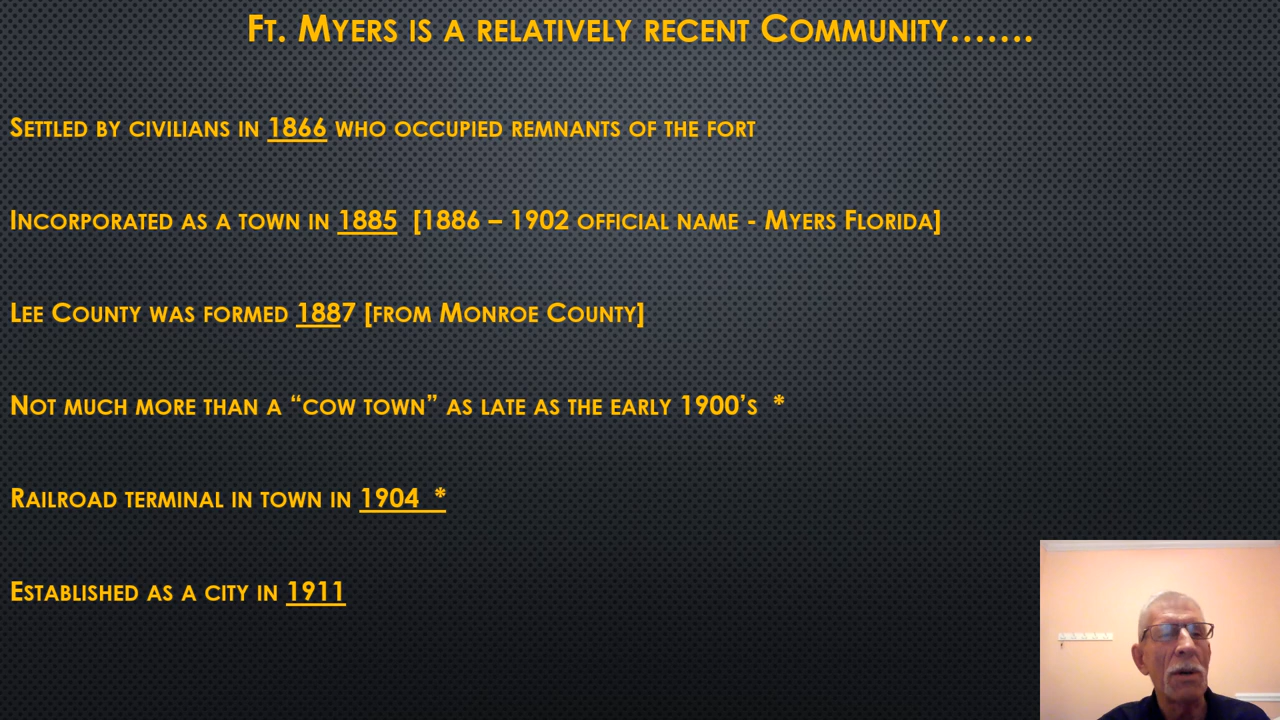 Ft. Myers is a relatively recent Community…….
Settled by civilians in 1866 who occupied remnants of the fort
Incorporated as a town in 1885 [1886 – 1902 official name - Myers Florida]
Lee County was formed 1887 [from Monroe County]
Not much more than a “cow town” as late as the early 1900’s *
Railroad terminal in town in 1904 *
Established as a city in 1911